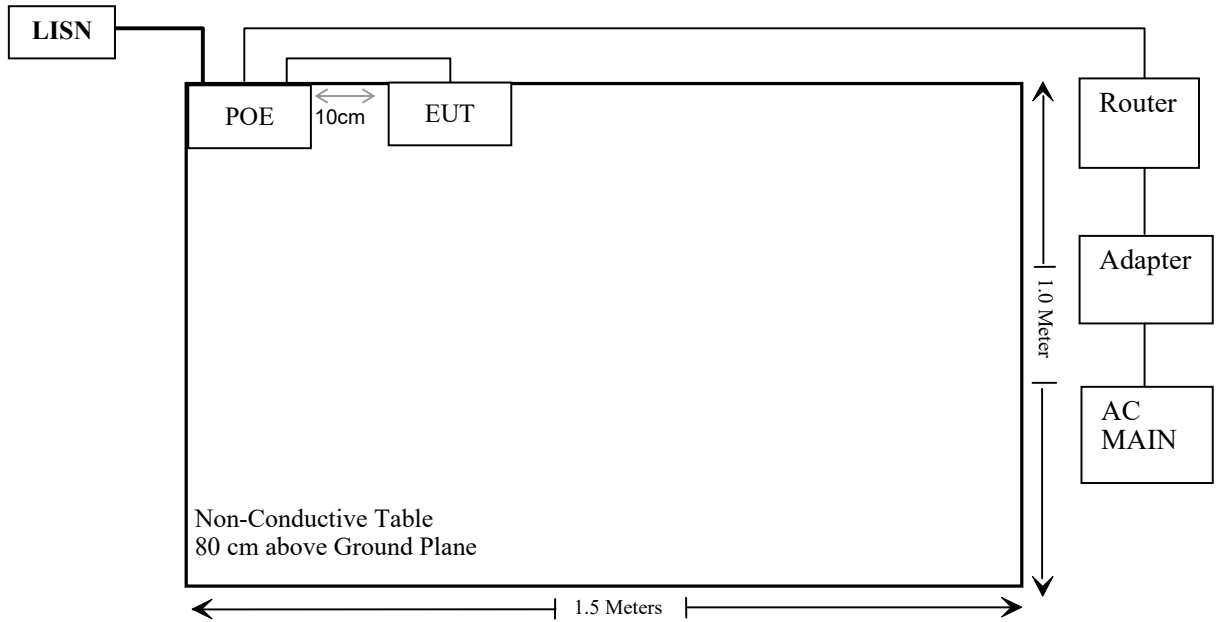 LISN
POE
10cm
EUT
Router
Adapter
1.0 Meter
AC
MAIN
Non-Conductive Table
80 cm above Ground Plane
1.5 Meters